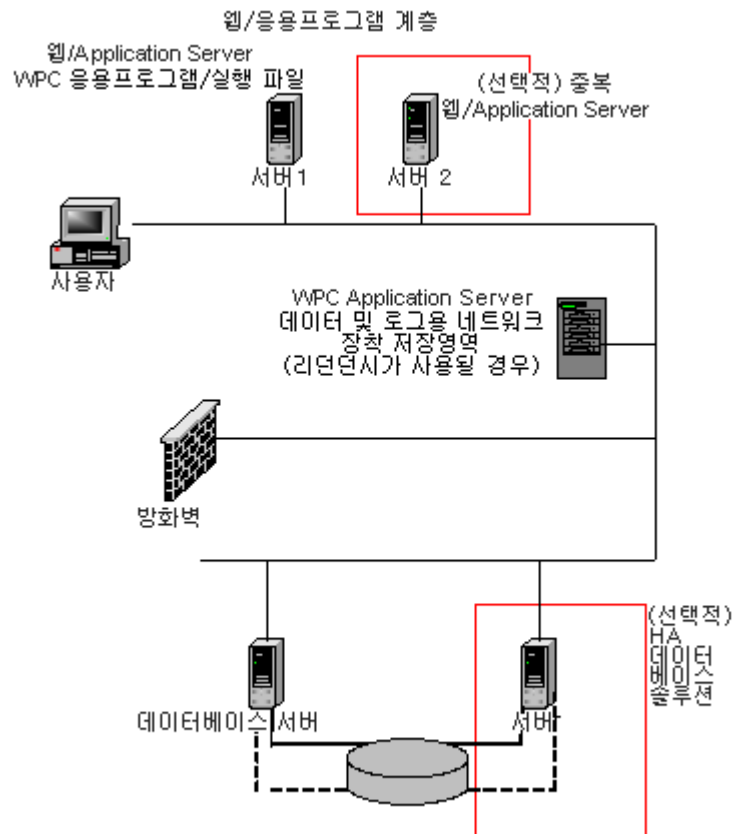 웹/응용프로그램 계층
웹/Application Server
WPC 응용프로그램/실행 파일
(선택적) 중복
웹/Application Server
서버 1
서버 2
사용자
WPC Application Server
데이터 및 로그용 네트워크
장착 저장영역
(리던던시가 사용될 경우)
방화벽
(선택적)
HA
데이터
베이스
솔루션
데이터베이스 서버
서버